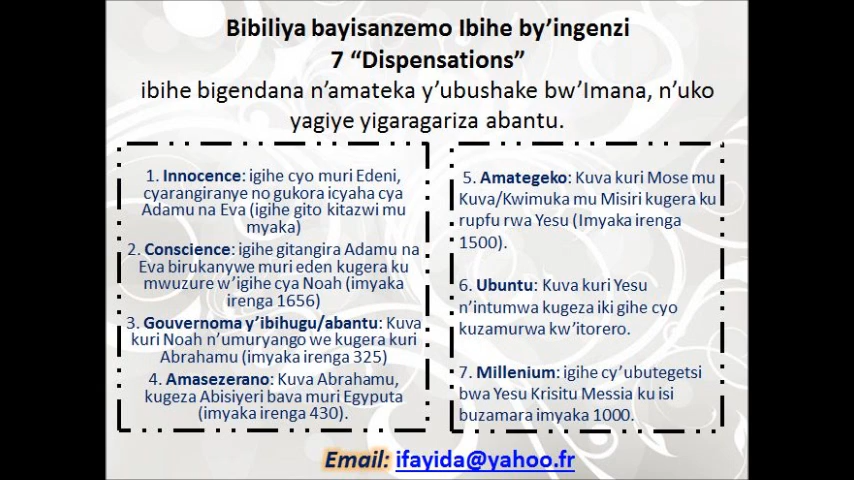 Bibiliya bayisanzemo Ibihe by’ingenzi
7 “Dispensations”
ibihe bigendana n’amateka y’ubushake bw’Imana, n’uko
yagiye yigaragariza abantu.
1. Innocence: igihe cyo muri Edeni,
cyarangiranye no gukora icyaha cya
Adamu na Eva (igihe gito kitazwi mu
myaka)
2. Conscience: igihe gitangira Adamu na
Eva birukanywe muri eden kugera ku
mwuzure w’igihe cya Noah (imyaka
irenga 1656)
3. Gouvernoma y’ibihugu/abantu: Kuva
kuri Noah n’umuryango we kugera kuri
Abrahamu (imyaka irenga 325)
4. Amasezerano: Kuva Abrahamu,
kugeza Abisiyeri bava muri Egyputa
(imyaka irenga 430).
5. Amategeko: Kuva kuri Mose mu
Kuva/Kwimuka mu Misiri kugera ku
rupfu rwa Yesu (Imyaka irenga
1500).
6. Ubuntu: Kuva kuri Yesu
n’intumwa kugeza iki gihe cyo
kuzamurwa kw’itorero.
7. Millenium: igihe cy’ubutegetsi
bwa Yesu Krisitu Messia ku isi
buzamara imyaka 1000.
Email: ifayida@yahoo.fr